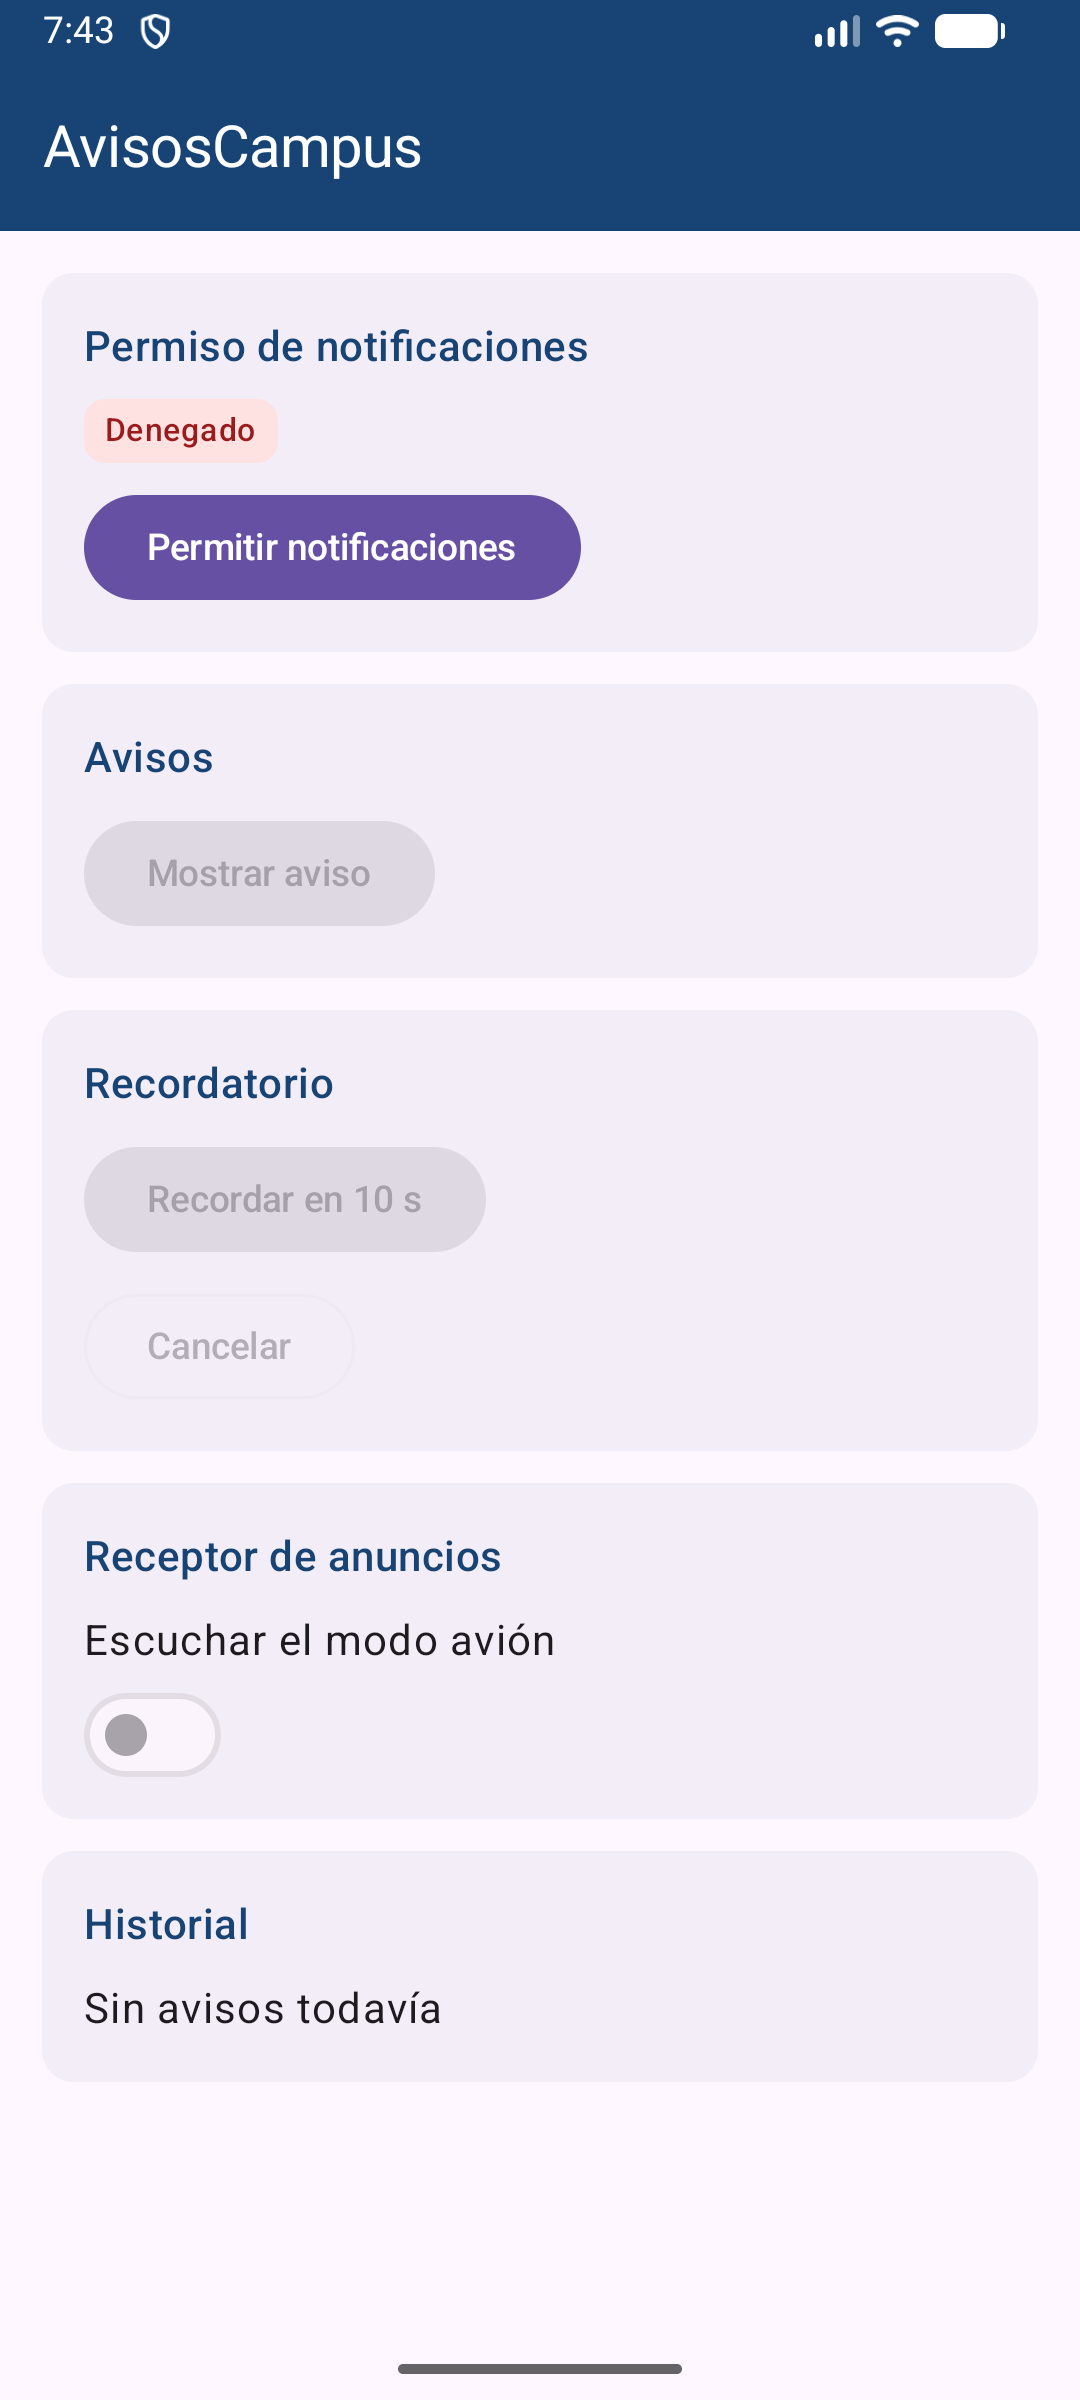 7:43
AvisosCampus
Permiso de notificaciones
Denegado
Permitir notificaciones
Avisos
Mostrar aviso
Recordatorio
Recordar en 10 s
Cancelar
Receptor de anuncios
Escuchar el modo avión
Historial
Sin avisos todavía